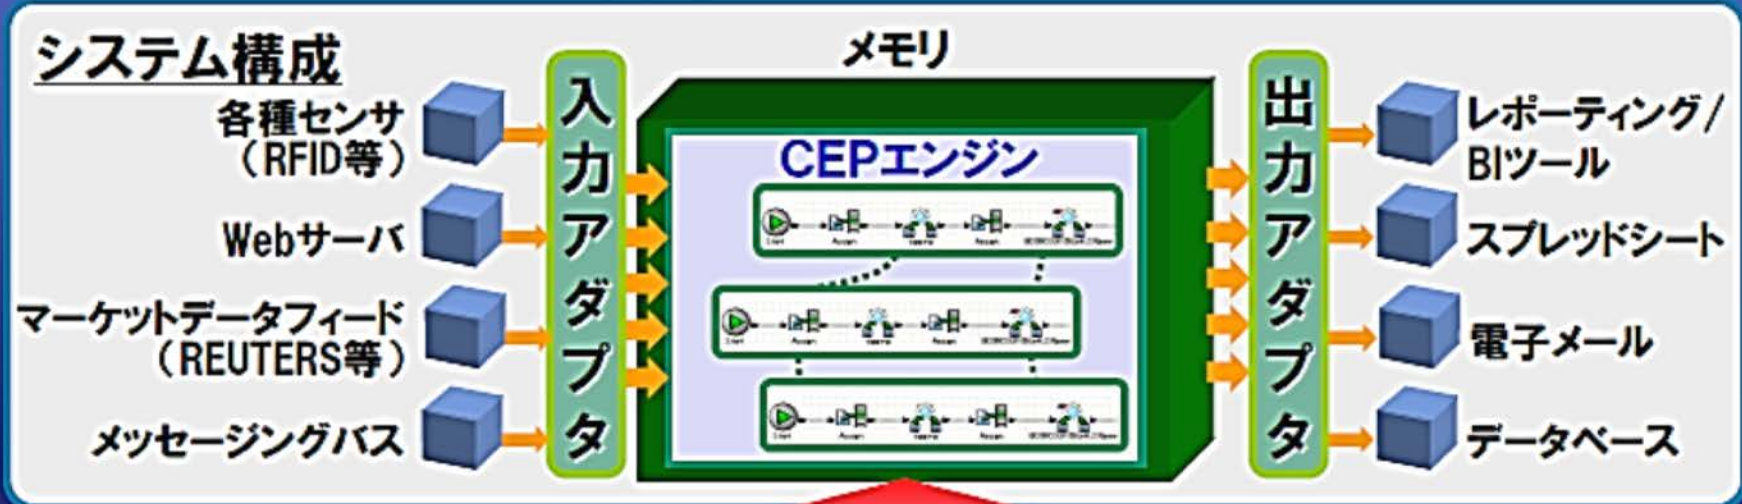 システム構成
各種センサ
（RFID等）
Webサーバ
マーケットデータフィード
（REUTERS等）
メッセージングバス
入力アダプタ
メモリ
CEPエンジン
出力アダプタ
レポーティング/
BIツール
スプレッドシート
電子メール
データベース